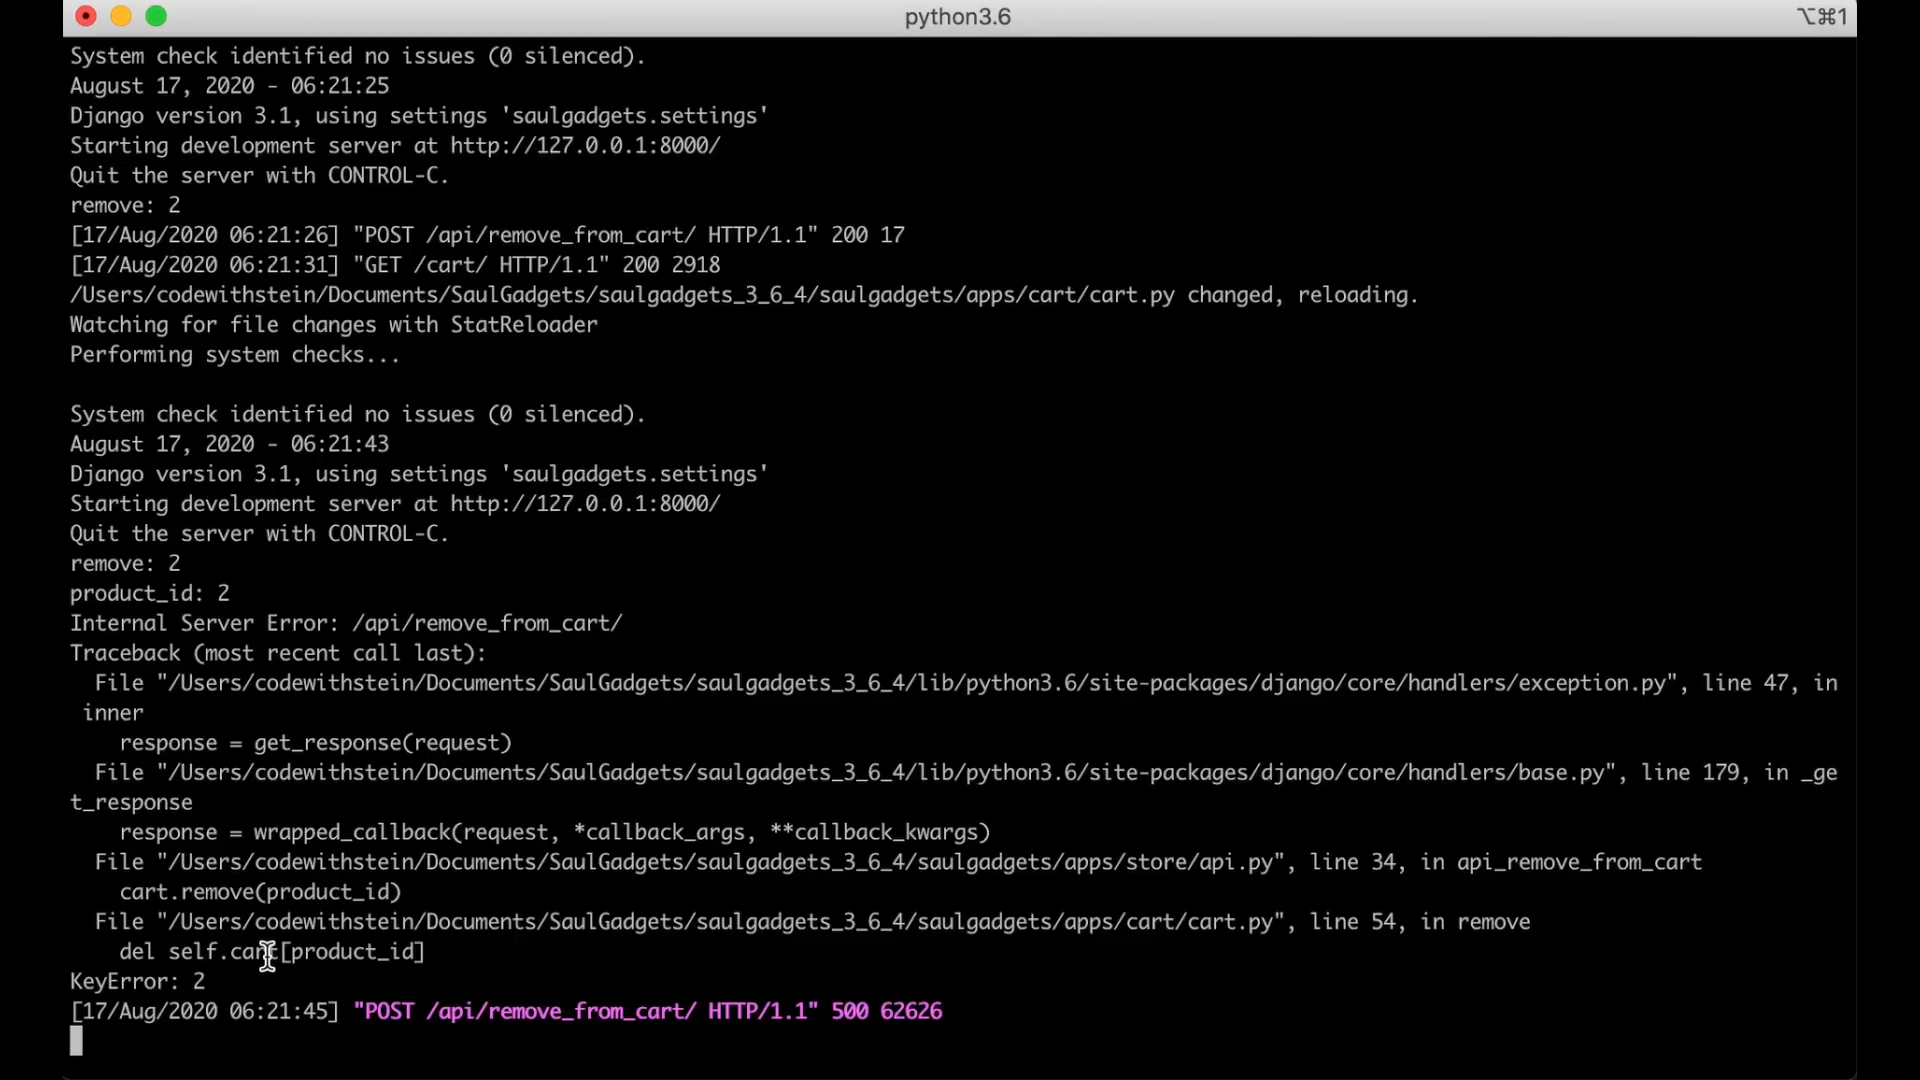 python3.6
⌥⌘1
System check identified no issues (0 silenced).
August 17, 2020 - 06:21:25
Django version 3.1, using settings 'saulgadgets.settings'
Starting development server at http://127.0.0.1:8000/
Quit the server with CONTROL-C.
remove: 2
[17/Aug/2020 06:21:26] "POST /api/remove_from_cart/ HTTP/1.1" 200 17
[17/Aug/2020 06:21:31] "GET /cart/ HTTP/1.1" 200 2918
/Users/codewithstein/Documents/SaulGadgets/saulgadgets_3_6_4/saulgadgets/apps/cart/cart.py changed, reloading.
Watching for file changes with StatReloader
Performing system checks...
System check identified no issues (0 silenced).
August 17, 2020 - 06:21:43
Django version 3.1, using settings 'saulgadgets.settings'
Starting development server at http://127.0.0.1:8000/
Quit the server with CONTROL-C.
remove: 2
product_id: 2
Internal Server Error: /api/remove_from_cart/
Traceback (most recent call last):
  File "/Users/codewithstein/Documents/SaulGadgets/saulgadgets_3_6_4/lib/python3.6/site-packages/django/core/handlers/exception.py", line 47, in
 inner
    response = get_response(request)
  File "/Users/codewithstein/Documents/SaulGadgets/saulgadgets_3_6_4/lib/python3.6/site-packages/django/core/handlers/base.py", line 179, in _ge
t_response
    response = wrapped_callback(request, *callback_args, **callback_kwargs)
  File "/Users/codewithstein/Documents/SaulGadgets/saulgadgets_3_6_4/saulgadgets/apps/store/api.py", line 34, in api_remove_from_cart
    cart.remove(product_id)
  File "/Users/codewithstein/Documents/SaulGadgets/saulgadgets_3_6_4/saulgadgets/apps/cart/cart.py", line 54, in remove
    del self.cart[product_id]
KeyError: 2
[17/Aug/2020 06:21:45] "POST /api/remove_from_cart/ HTTP/1.1" 500 62626